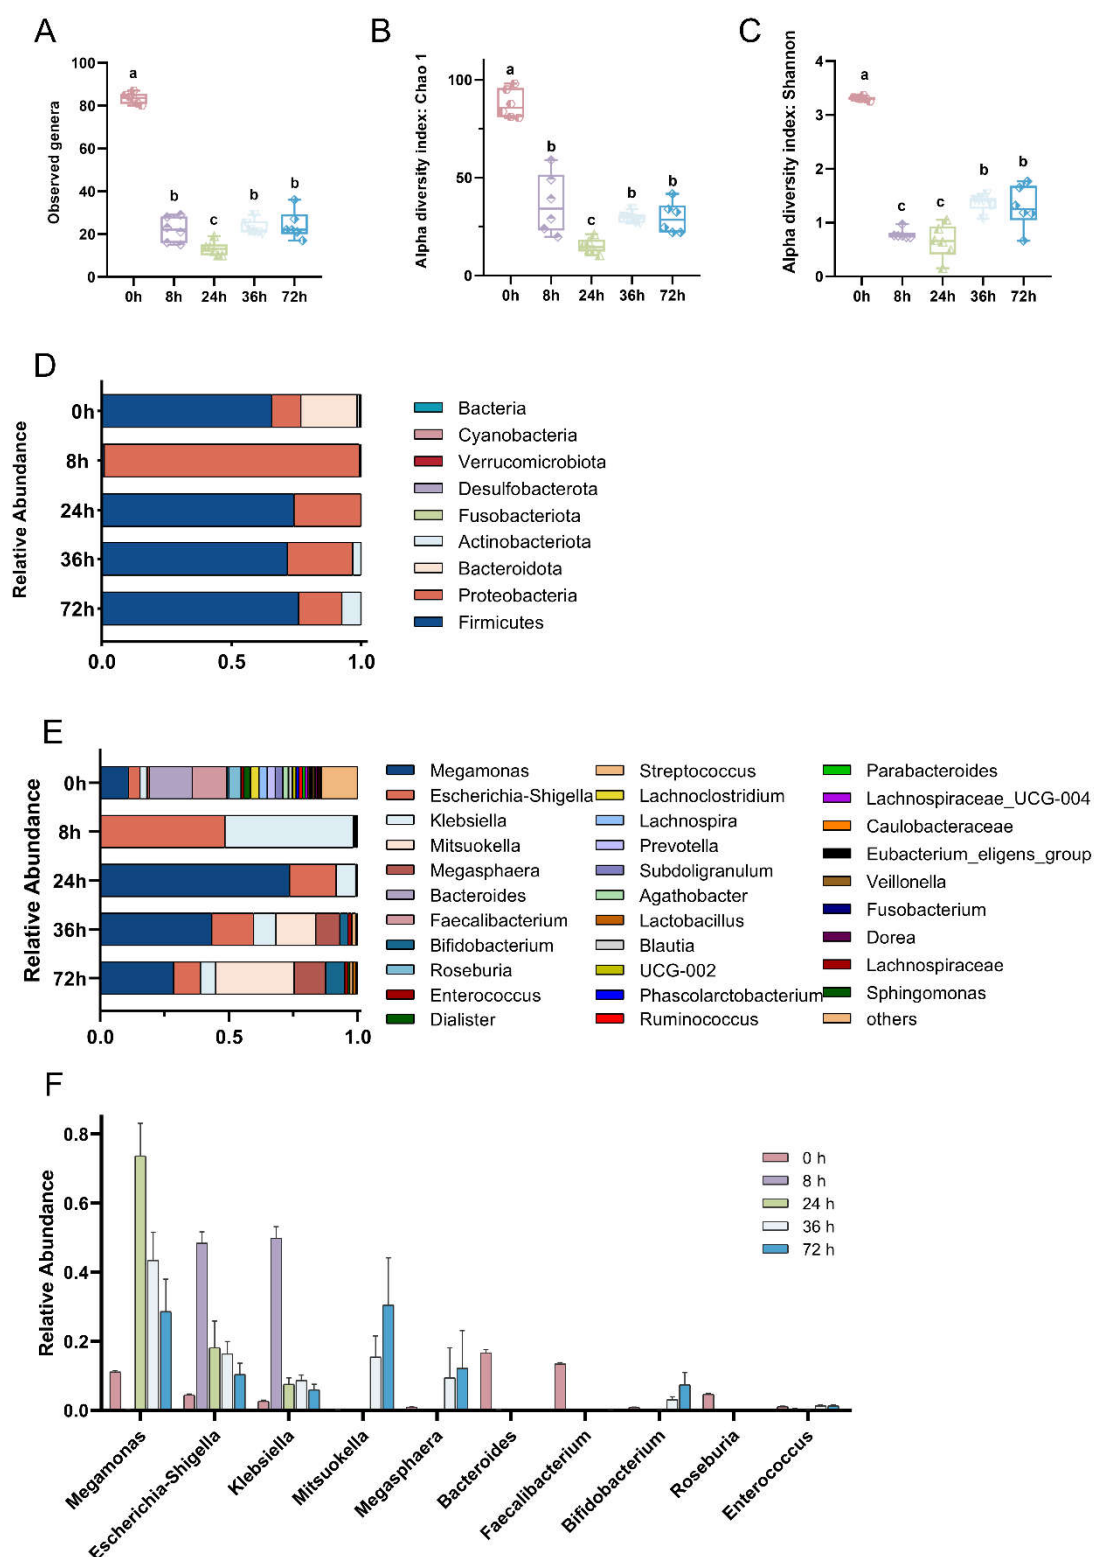 A
Observed genera
100
80
60
40
20
0
a
b
c
b
b
0h
8h
24h
36h
72h
B
Alpha diversity index: Chao 1
100
50
0
a
b
c
b
b
0h
8h
24h
36h
72h
C
Alpha diversity index: Shannon
4
3
2
1
0
a
c
c
b
b
0h
8h
24h
36h
72h
D
Relative Abundance
0h
8h
24h
36h
72h
0.0
0.5
1.0
Bacteria
Cyanobacteria
Verrucomicrobiota
Desulfobacterota
Fusobacteriota
Actinobacteriota
Bacteroidota
Proteobacteria
Firmicutes
E
Relative Abundance
0h
8h
24h
36h
72h
0.0
0.5
1.0
Megamonas
Escherichia-Shigella
Klebsiella
Mitsuokella
Megasphaera
Bacteroides
Faecalibacterium
Bifidobacterium
Roseburia
Enterococcus
Dialister
Streptococcus
Lachnoclostridium
Lachnospira
Prevotella
Subdoligranulum
Agathobacter
Lactobacillus
Blautia
UCG-002
Phascolarctobacterium
Ruminococcus
Parabacteroides
Lachnospiraceae_UCG-004
Caulobacteraceae
Eubacterium_eligens_group
Veillonella
Fusobacterium
Dorea
Lachnospiraceae
Sphingomonas
others
F
Relative Abundance
0.8
0.6
0.4
0.2
0.0
0 h
8 h
24 h
36 h
72 h
Megamonas
Escherichia-Shigella
Klebsiella
Mitsuokella
Megasphaera
Bacteroides
Faecalibacterium
Bifidobacterium
Roseburia
Enterococcus